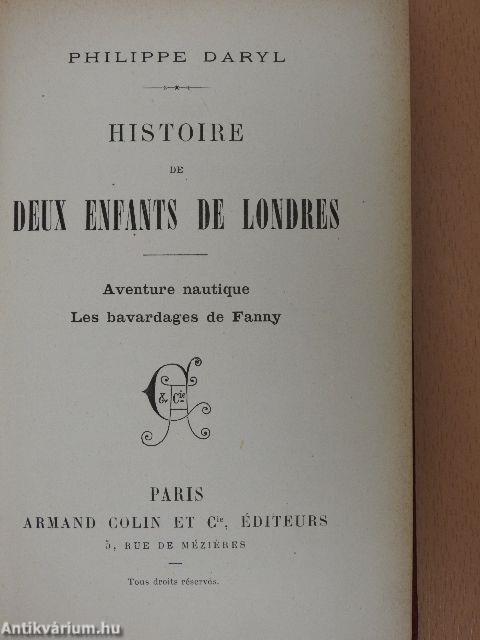 PHILIPPE DARYL
HISTOIRE
DE
DEUX ENFANTS DE LONDRES
Aventure nautique
Les bavardages de Fanny
C & Cie
PARIS
ARMAND COLIN ET Cie, ÉDITEURS
5, RUE DE MÉZIÈRES
Tous droits réservés.
Antikvárium.hu